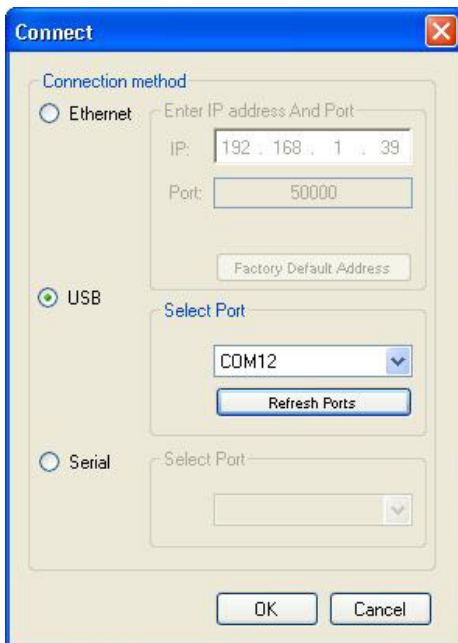 Connect
Connection method
Ethernet
Enter IP address And Port
IP: 192 . 168 . 1 . 39
Port: 50000
Factory Default Address
USB
Select Port
COM12
Refresh Ports
Serial
Select Port
OK Cancel